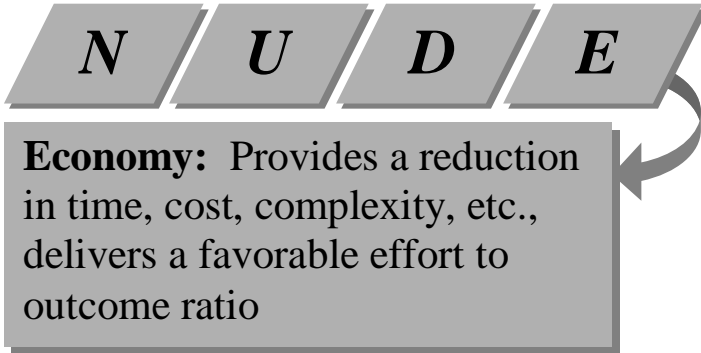 N U D E
Economy: Provides a reduction
in time, cost, complexity, etc.,
delivers a favorable effort to
outcome ratio